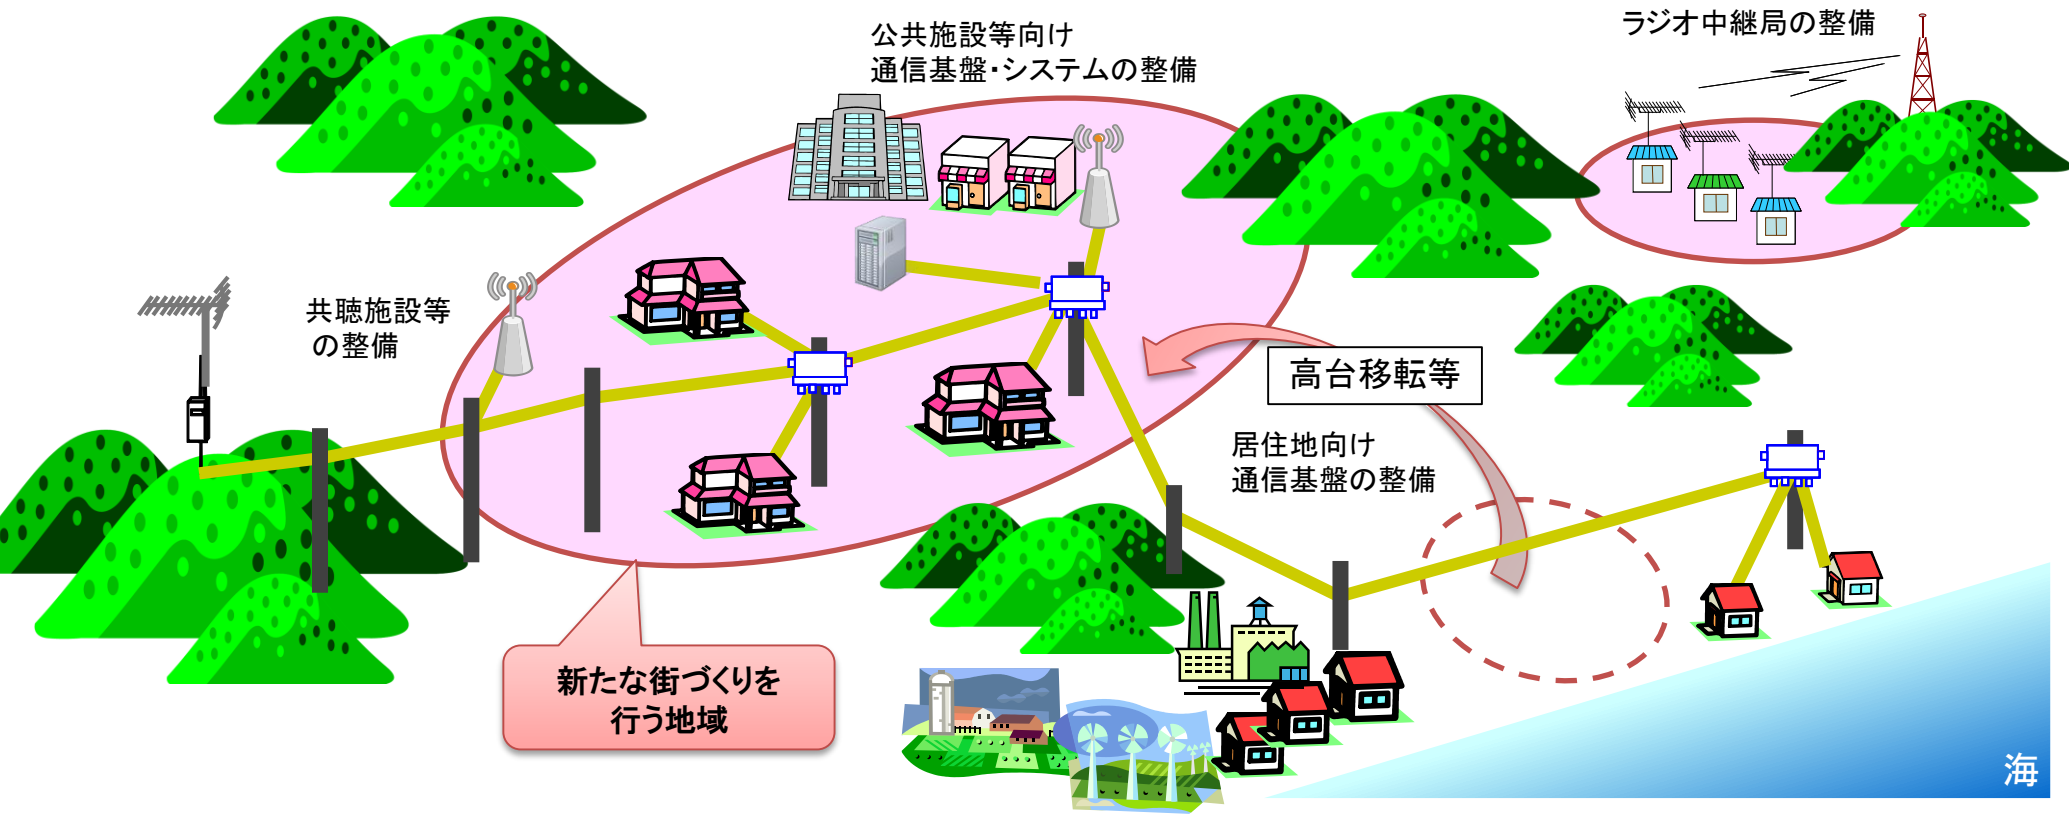 公共施設等向け
通信基盤・システムの整備
ラジオ中継局の整備
共聴施設等
の整備
高台移転等
居住地向け
通信基盤の整備
新たな街づくりを
行う地域
海